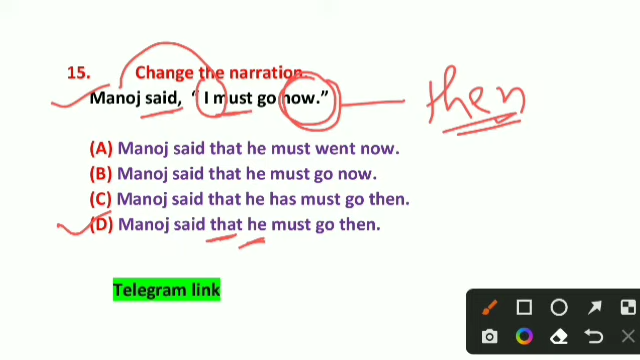 15. Change the narration
Manoj said, “ I must go now.”
then
(A) Manoj said that he must went now.
(B) Manoj said that he must go now.
(C) Manoj said that he has must go then.
(D) Manoj said that he must go then.
Telegram link